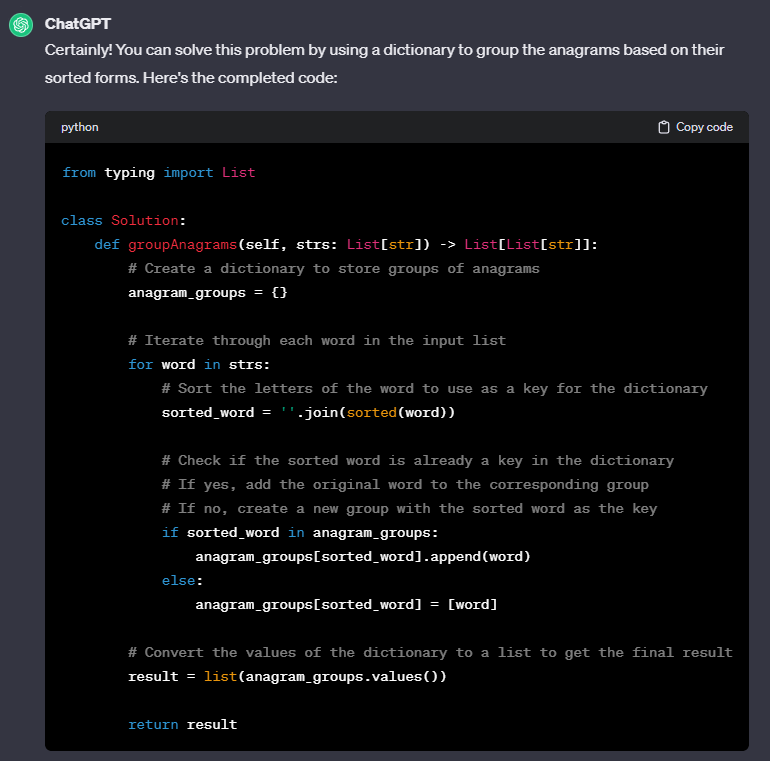 ChatGPT
Certainly! You can solve this problem by using a dictionary to group the anagrams based on their
sorted forms. Here's the completed code:
python
Copy code
from typing import List

class Solution:
    def groupAnagrams(self, strs: List[str]) -> List[List[str]]:
        # Create a dictionary to store groups of anagrams
        anagram_groups = {}

        # Iterate through each word in the input list
        for word in strs:
            # Sort the letters of the word to use as a key for the dictionary
            sorted_word = ''.join(sorted(word))

            # Check if the sorted word is already a key in the dictionary
            # If yes, add the original word to the corresponding group
            # If no, create a new group with the sorted word as the key
            if sorted_word in anagram_groups:
                anagram_groups[sorted_word].append(word)
            else:
                anagram_groups[sorted_word] = [word]

        # Convert the values of the dictionary to a list to get the final result
        result = list(anagram_groups.values())

        return result